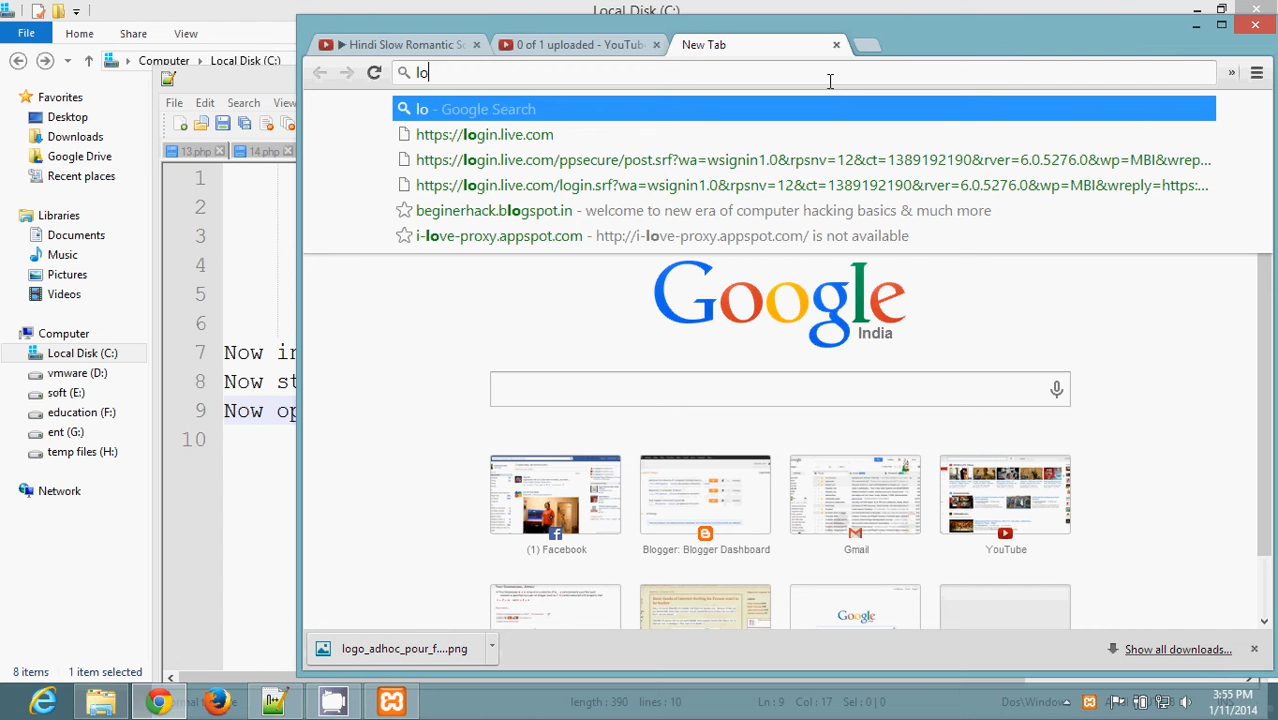 Local Disk (C:)
File Home Share View
Computer Local Disk (C:)
Favorites
Desktop
Downloads
Google Drive
Recent places
Libraries
Documents
Music
Pictures
Videos
Computer
Local Disk (C:)
vmware (D:)
soft (E:)
education (F:)
ent (G:)
temp files (H:)
Network
8 items 1 item selected
File Edit Search
13.php 14.php
1
2
3
4
5
6
7 Now
8 Now
9 Now
10
Hindi Slow Romantic 0 of 1 uploaded - YouTub New Tab
lo
lo - Google Search
https://login.live.com
https://login.live.com/ppsecure/post.srf?wa=wsignin1.0&rpsnv=12&ct=1389192190&rver=6.0.5276.0&wp=MBI&wrep...
https://login.live.com/login.srf?wa=wsignin1.0&rpsnv=12&ct=1389192190&rver=6.0.5276.0&wp=MBI&wreply=https:...
beginerhack.blogspot.in - welcome to new era of computer hacking basics & much more
i-love-proxy.appspot.com - http://i-love-proxy.appspot.com/ is not available
Google
India
(1) Facebook Blogger: Blogger Dashboard Gmail YouTube
logo_adhoc_pour_f....png Show all downloads...
length : 390 lines : 10 Ln : 9 Col : 17 Sel : 0 | 0 Dos\Window
3:55 PM
1/11/2014